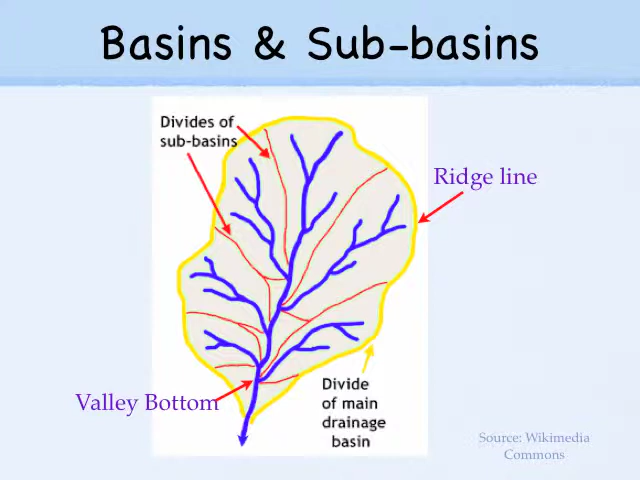 Basins & Sub-basins
Divides of
sub-basins
Ridge line
Valley Bottom
Divide
of main
drainage
basin
Source: Wikimedia
Commons